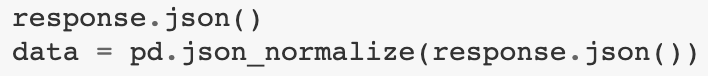 response.json()
data = pd.json_normalize(response.json())